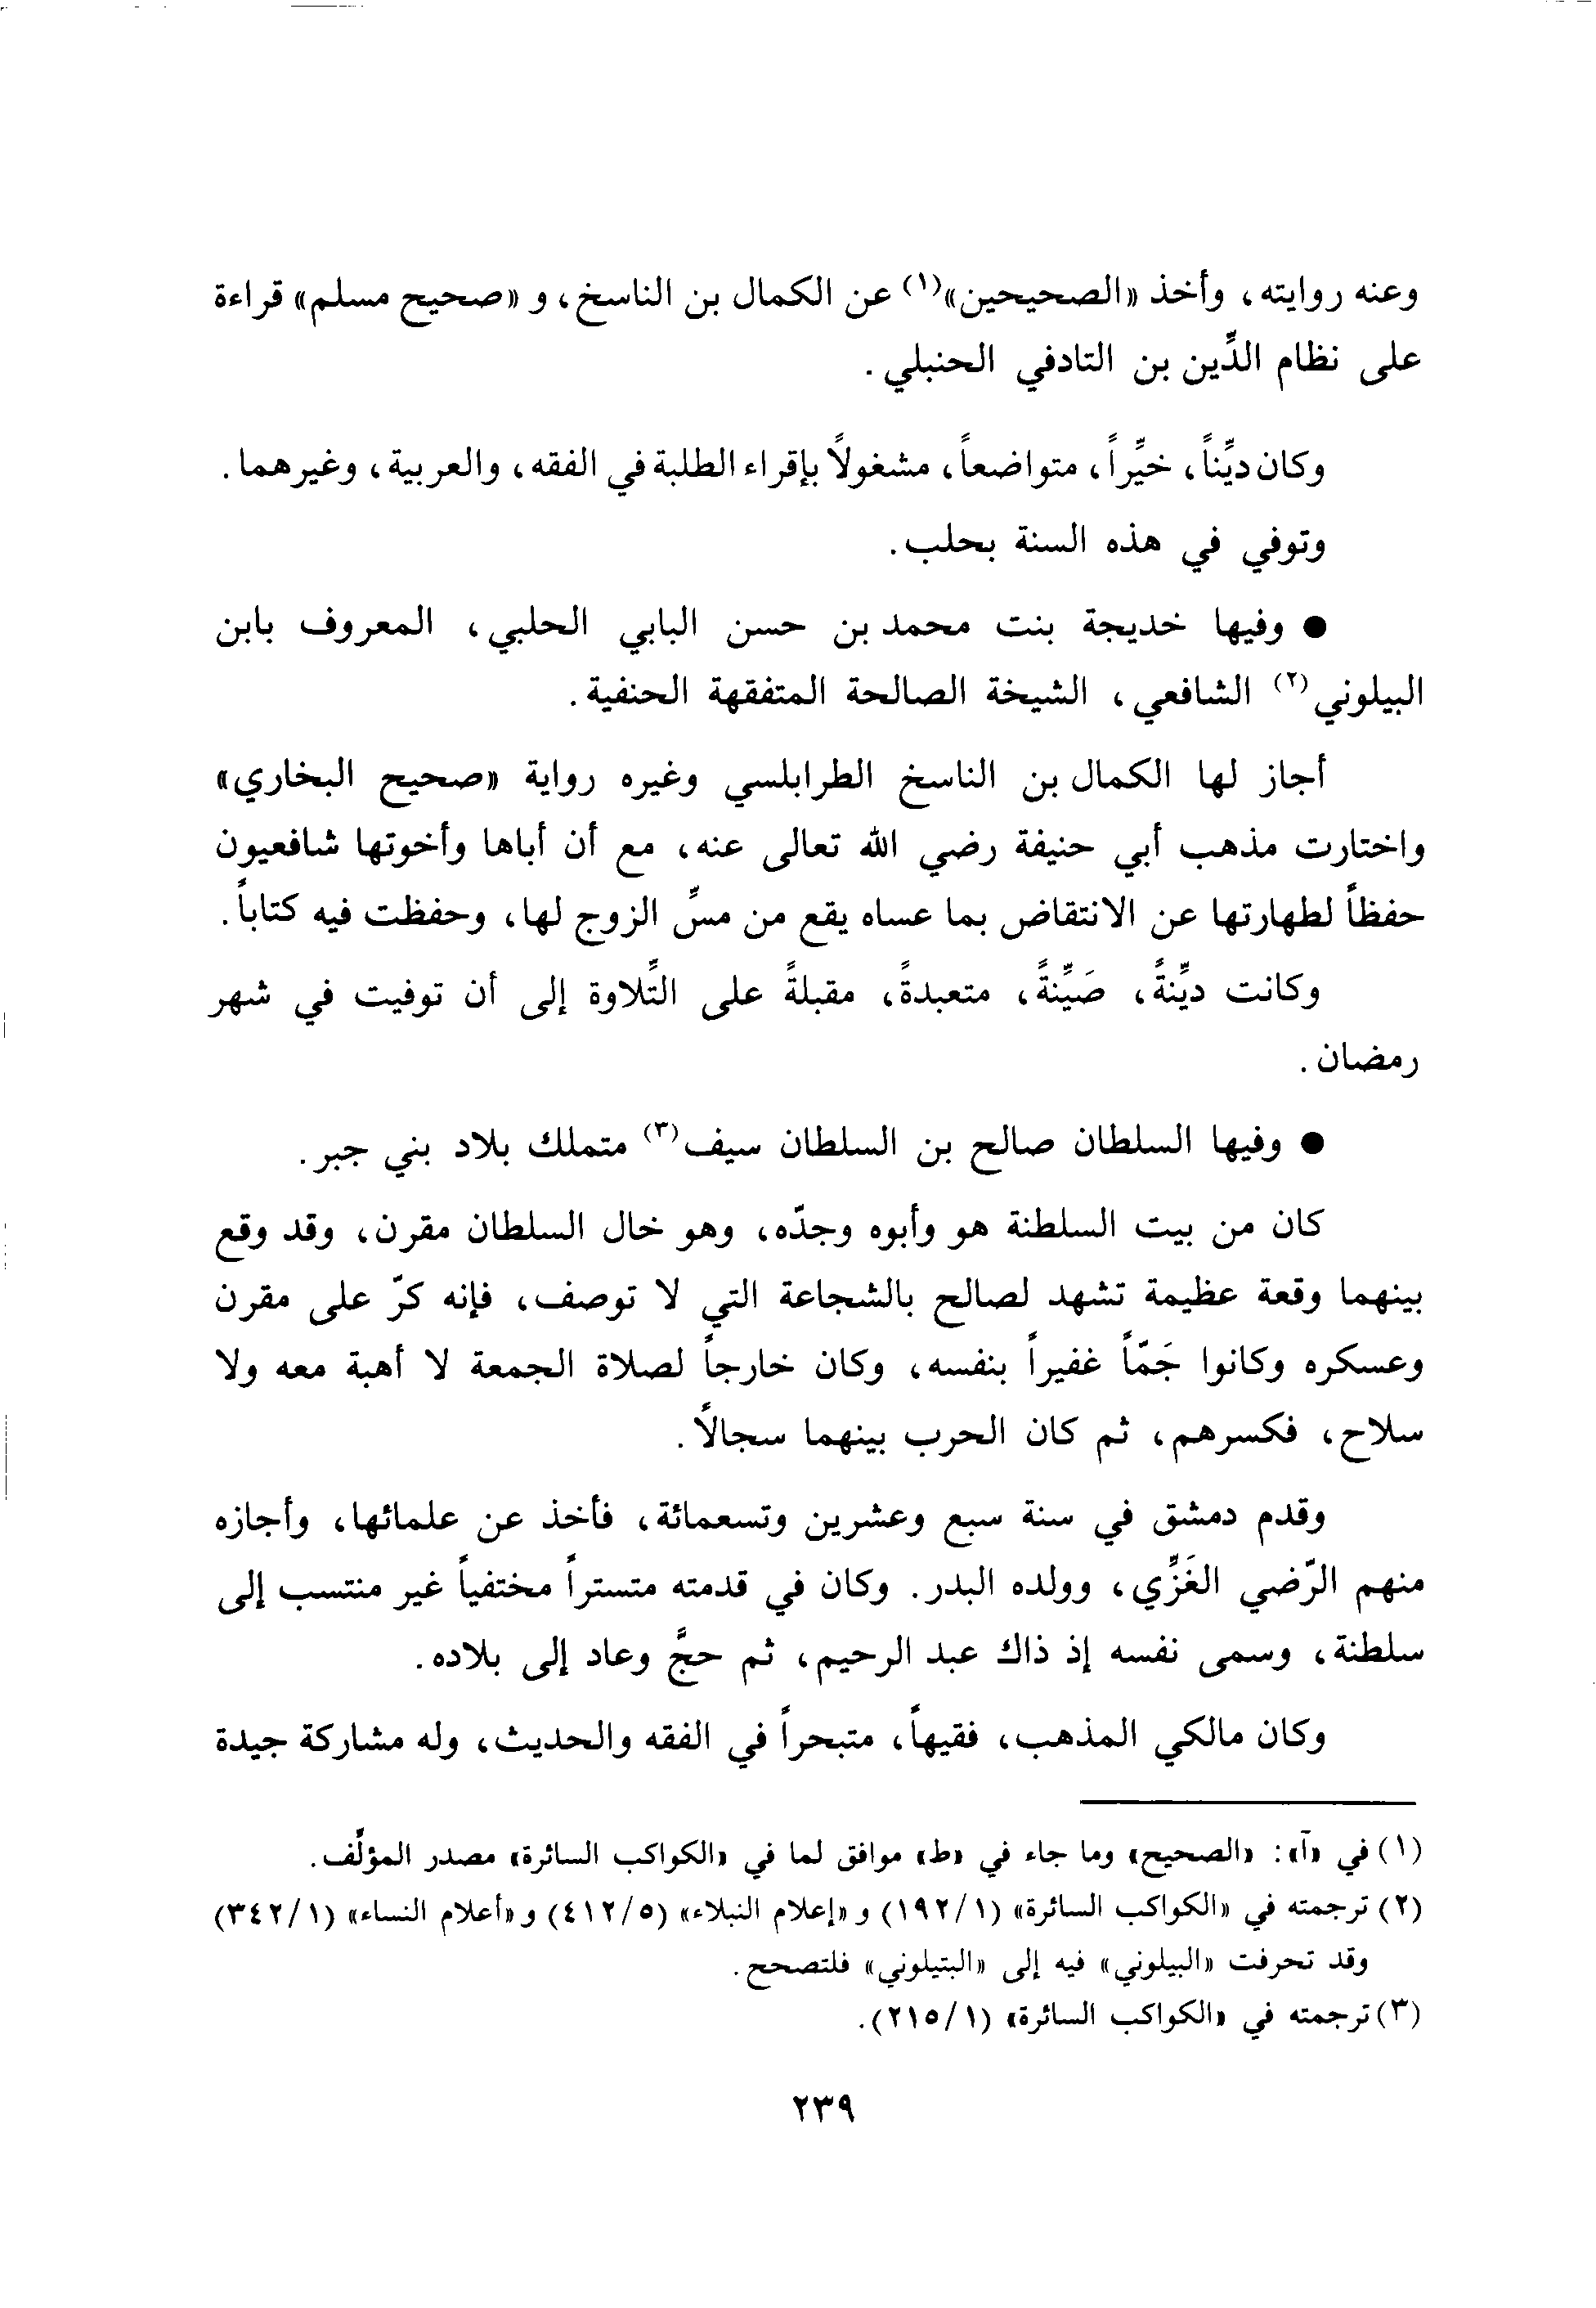 وعنه روايته، وأخذ «الصحيحين»(١) عن الكمال بن الناسخ، و «صحيح مسلم» قراءة
على نظام الدِّين بن التادفي الحنبلي.
وكان ديِّناً، خيِّراً، متواضعاً، مشغولاً بإقراء الطلبة في الفقه، والعربية، وغيرهما.
وتوفي في هذه السنة بحلب.
● وفيها خديجة بنت محمد بن حسن البابي الحلبي، المعروف بابن
البيلوني(٢) الشافعي، الشيخة الصالحة المتفقهة الحنفية.
أجاز لها الكمال بن الناسخ الطرابلسي وغيره رواية «صحيح البخاري»
واختارت مذهب أبي حنيفة رضي الله تعالى عنه، مع أن أباها وأخوتها شافعيون
حفظاً لطهارتها عن الانتقاض بما عساه يقع من مسِّ الزوج لها، وحفظت فيه كتاباً.
وكانت ديِّنةً، صَيِّنةً، متعبدةً، مقبلةً على التِّلاوة إلى أن توفيت في شهر
رمضان.
● وفيها السلطان صالح بن السلطان سيف(٣) متملك بلاد بني جبر.
كان من بيت السلطنة هو وأبوه وجدّه، وهو خال السلطان مقرن، وقد وقع
بينهما وقعة عظيمة تشهد لصالح بالشجاعة التي لا توصف، فإنه كرّ على مقرن
وعسكره وكانوا جَمّاً غفيراً بنفسه، وكان خارجاً لصلاة الجمعة لا أهبة معه ولا
سلاح، فكسرهم، ثم كان الحرب بينهما سجالاً.
وقدم دمشق في سنة سبع وعشرين وتسعمائة، فأخذ عن علمائها، وأجازه
منهم الرّضي الغَزِّي، وولده البدر. وكان في قدمته متستراً مختفياً غير منتسب إلى
سلطنة، وسمى نفسه إذ ذاك عبد الرحيم، ثم حجَّ وعاد إلى بلاده.
وكان مالكي المذهب، فقيهاً، متبحراً في الفقه والحديث، وله مشاركة جيدة
(١) في «آ»: «الصحيح» وما جاء في «ط» موافق لما في «الكواكب السائرة» مصدر المؤلِّف.
(٢) ترجمته في «الكواكب السائرة» (١/ ١٩٢) و «إعلام النبلاء» (٥/ ٤١٢) و «أعلام النساء» (١/ ٣٤٢)
وقد تحرفت «البيلوني» فيه إلى «البتيلوني» فلتصحح.
(٣) ترجمته في «الكواكب السائرة» (١/ ٢١٥).
٢٣٩